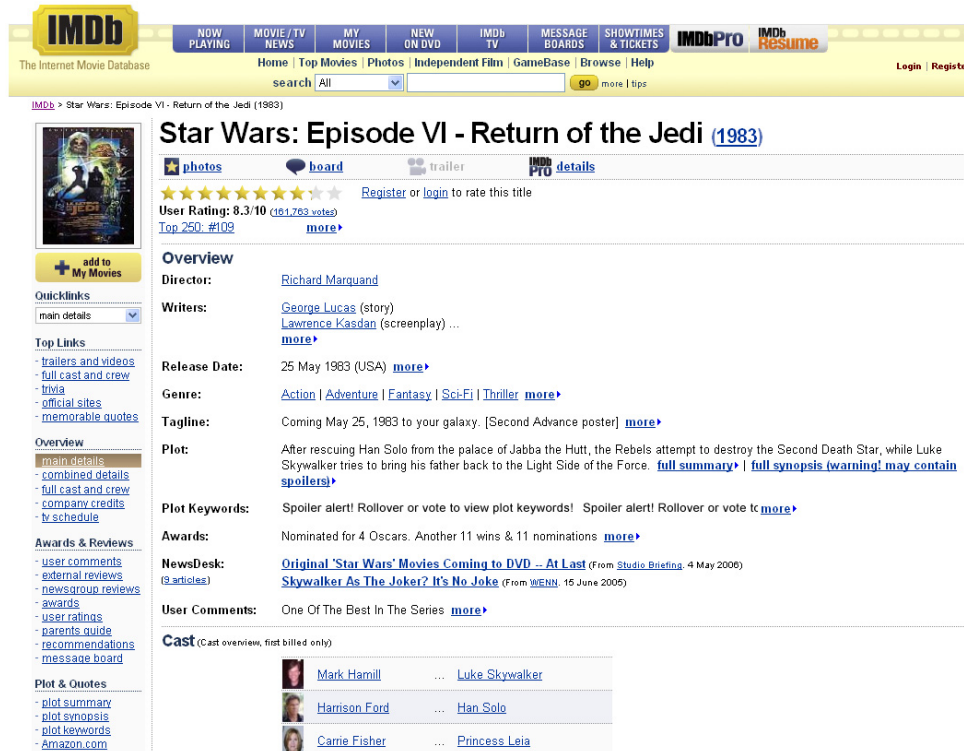 IMDb
The Internet Movie Database
NOW PLAYING
MOVIE / TV NEWS
MY MOVIES
NEW ON DVD
IMDb TV
MESSAGE BOARDS
SHOWTIMES & TICKETS
IMDbPro
IMDb Resume
Home | Top Movies | Photos | Independent Film | GameBase | Browse | Help
Login | Registe
search All go more | tips
IMDb > Star Wars: Episode VI - Return of the Jedi (1983)
Star Wars: Episode VI - Return of the Jedi (1983)
photos board trailer IMDb Pro details
Register or login to rate this title
User Rating: 8.3/10 (161,763 votes)
Top 250: #109 more
add to My Movies
Quicklinks
main details
Top Links
- trailers and videos
- full cast and crew
- trivia
- official sites
- memorable quotes
Overview
main details
- combined details
- full cast and crew
- company credits
- tv schedule
Awards & Reviews
- user comments
- external reviews
- newsgroup reviews
- awards
- user ratings
- parents guide
- recommendations
- message board
Plot & Quotes
- plot summary
- plot synopsis
- plot keywords
- Amazon.com
Overview
Director: Richard Marquand
Writers: George Lucas (story)
Lawrence Kasdan (screenplay) ...
more
Release Date: 25 May 1983 (USA) more
Genre: Action | Adventure | Fantasy | Sci-Fi | Thriller more
Tagline: Coming May 25, 1983 to your galaxy. [Second Advance poster] more
Plot: After rescuing Han Solo from the palace of Jabba the Hutt, the Rebels attempt to destroy the Second Death Star, while Luke
Skywalker tries to bring his father back to the Light Side of the Force. full summary | full synopsis (warning! may contain
spoilers)
Plot Keywords: Spoiler alert! Rollover or vote to view plot keywords! Spoiler alert! Rollover or vote to more
Awards: Nominated for 4 Oscars. Another 11 wins & 11 nominations more
NewsDesk: Original 'Star Wars' Movies Coming to DVD -- At Last (From Studio Briefing. 4 May 2006)
(9 articles) Skywalker As The Joker? It's No Joke (From WENN. 15 June 2005)
User Comments: One Of The Best In The Series more
Cast (Cast overview, first billed only)
Mark Hamill ... Luke Skywalker
Harrison Ford ... Han Solo
Carrie Fisher ... Princess Leia